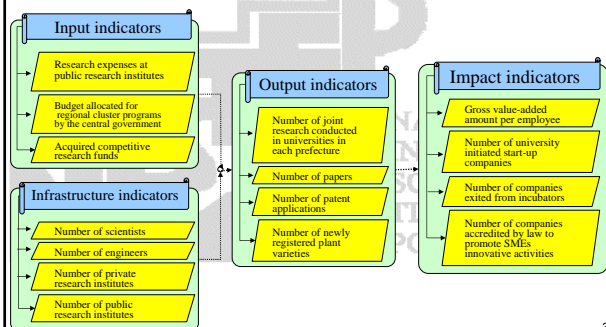 Input indicators
Research expenses at
public research institutes
Budget allocated for
regional cluster programs
by the central government
Acquired competitive
research funds
Infrastructure indicators
Number of scientists
Number of engineers
Number of private
research institutes
Number of public
research institutes
Output indicators
Number of joint
research conducted
in universities in
each prefecture
Number of papers
Number of patent
applications
Number of newly
registered plant
varieties
Impact indicators
Gross value-added
amount per employee
Number of university
initiated start-up
companies
Number of companies
exited from incubators
Number of companies
accredited by law to
promote SMEs
innovative activities